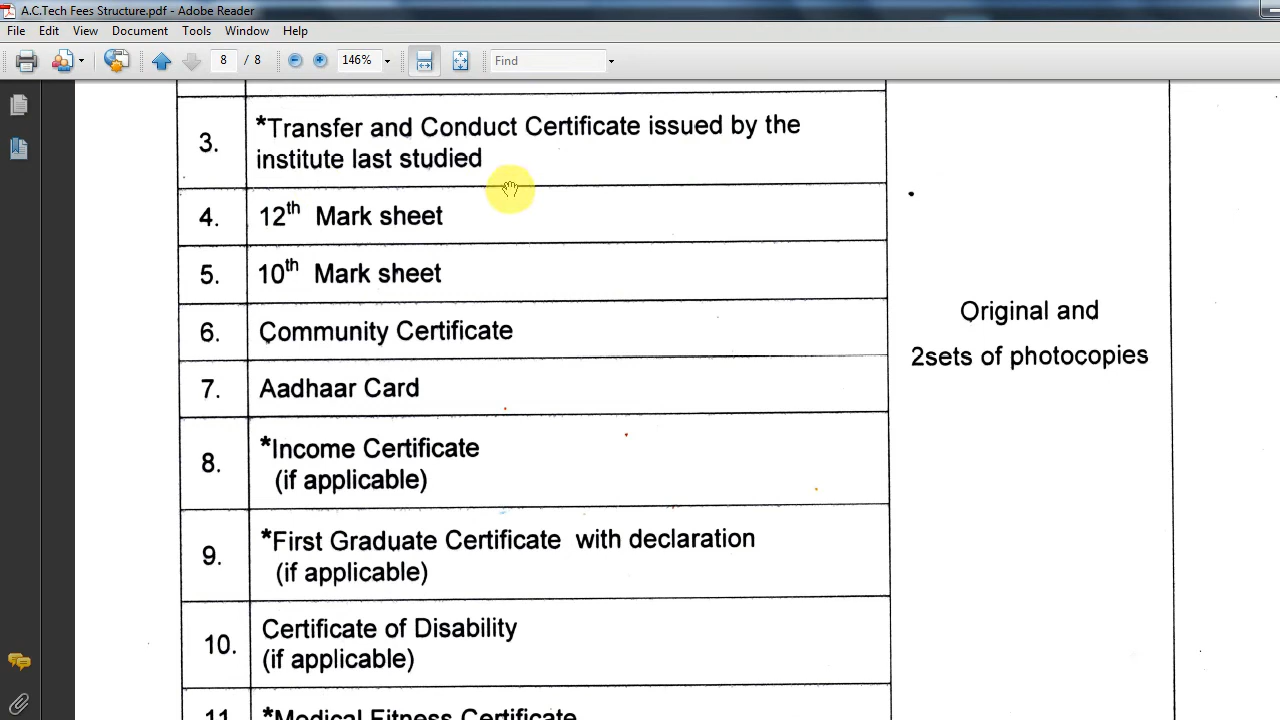 A.C.Tech Fees Structure.pdf - Adobe Reader
File Edit View Document Tools Window Help
8 / 8 146% Find
3. *Transfer and Conduct Certificate issued by the
institute last studied
4. 12th Mark sheet
5. 10th Mark sheet
6. Community Certificate
7. Aadhaar Card
Original and
2sets of photocopies
8. *Income Certificate
(if applicable)
9. *First Graduate Certificate with declaration
(if applicable)
10. Certificate of Disability
(if applicable)
11. *Medical Fitness Certificate